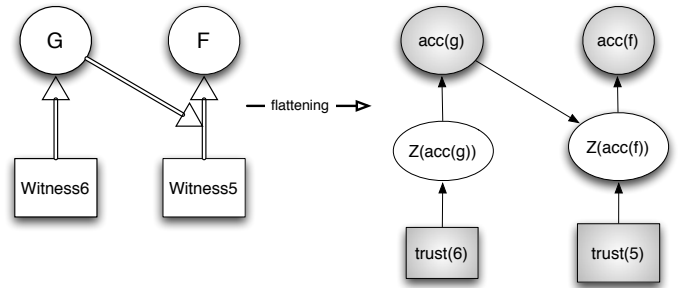 G
F
Witness6
Witness5
flattening
acc(g)
acc(f)
Z(acc(g))
Z(acc(f))
trust(6)
trust(5)